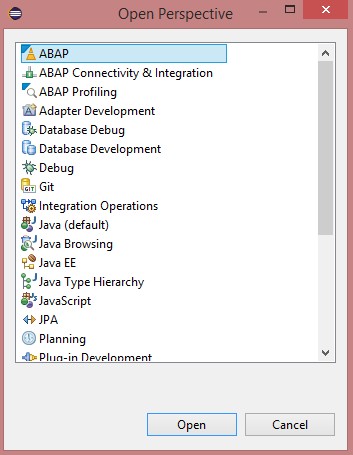 Open Perspective
ABAP
ABAP Connectivity & Integration
ABAP Profiling
Adapter Development
Database Debug
Database Development
Debug
Git
Integration Operations
Java (default)
Java Browsing
Java EE
Java Type Hierarchy
JavaScript
JPA
Planning
Plug-in Development
Open
Cancel